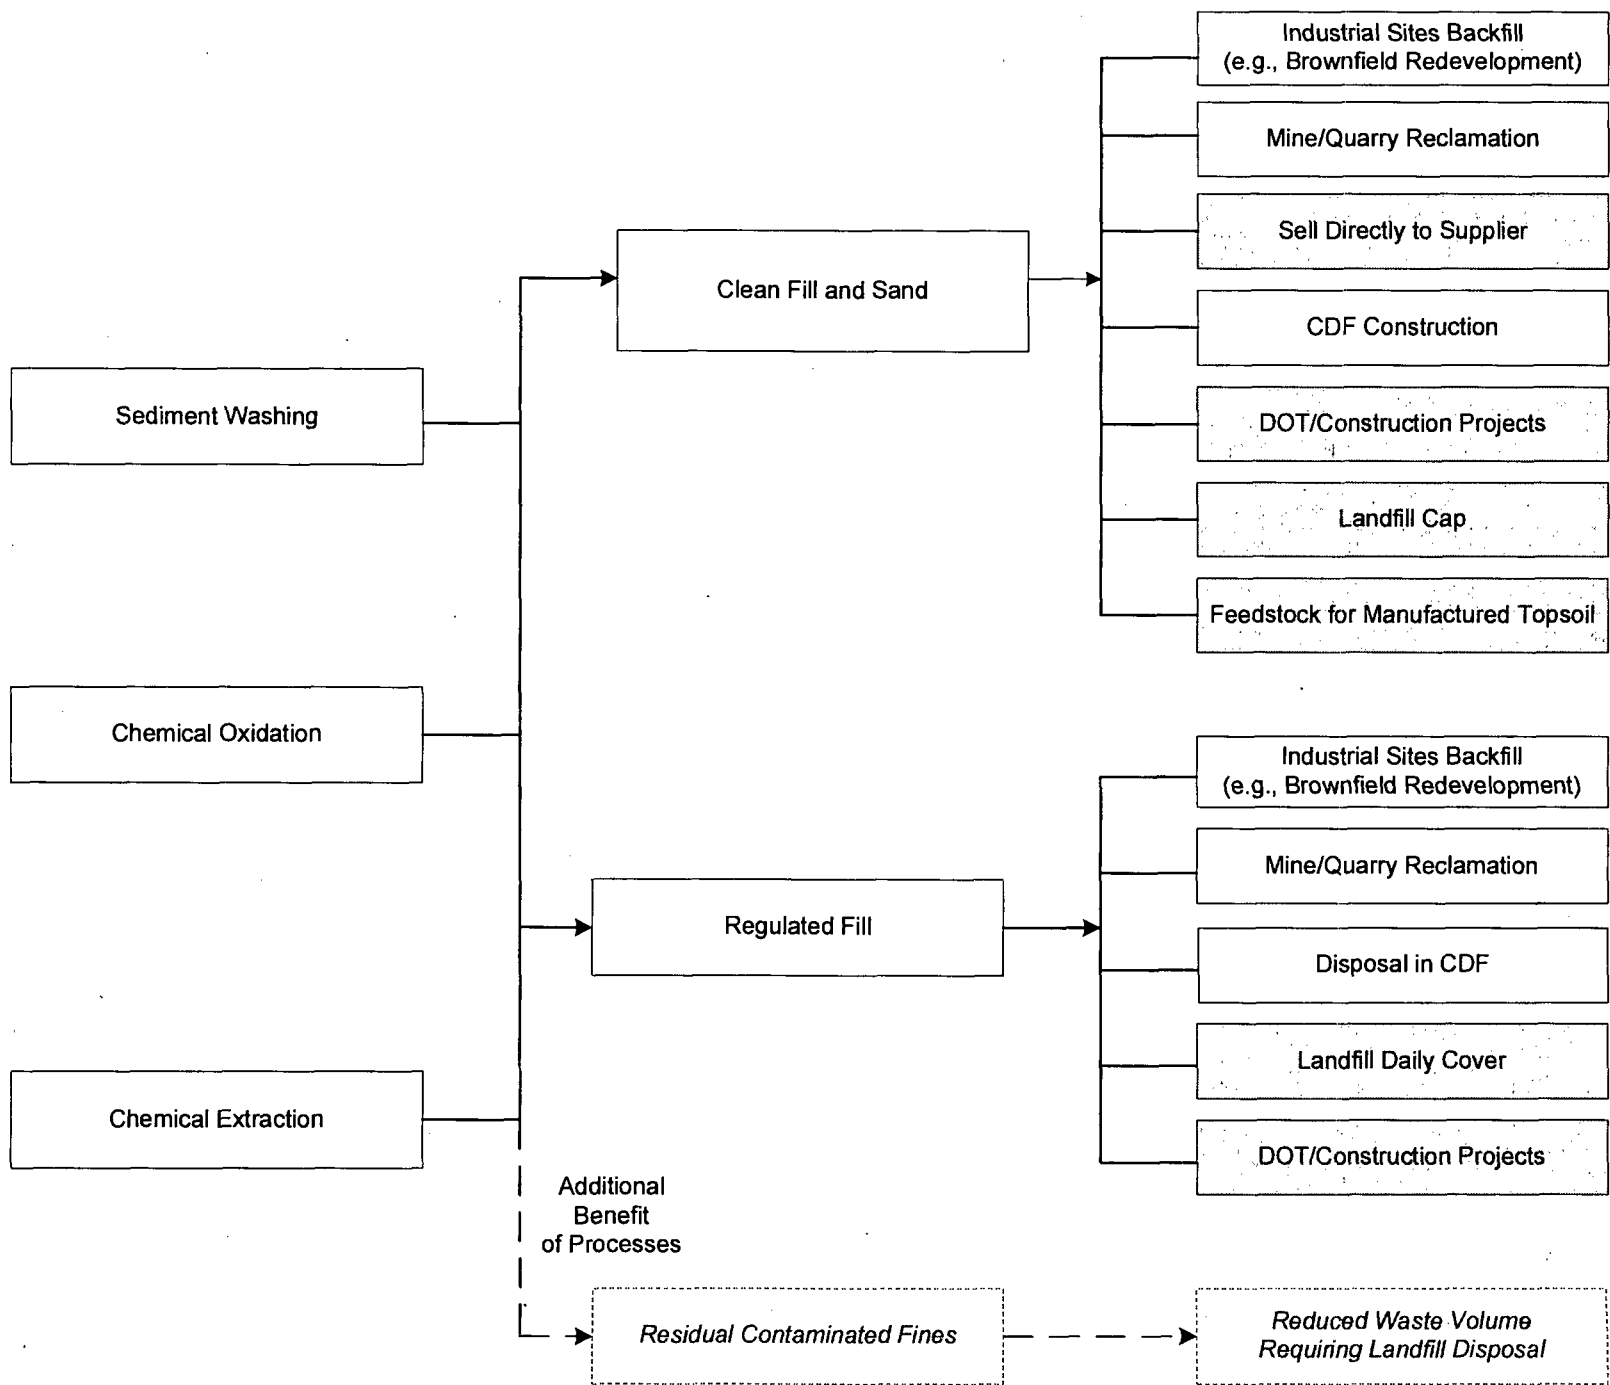 Industrial Sites Backfill
(e.g., Brownfield Redevelopment)
Mine/Quarry Reclamation
Sell Directly to Supplier
Clean Fill and Sand
CDF Construction
Sediment Washing
DOT/Construction Projects
Landfill Cap
Feedstock for Manufactured Topsoil
Chemical Oxidation
Industrial Sites Backfill
(e.g., Brownfield Redevelopment)
Mine/Quarry Reclamation
Regulated Fill
Disposal in CDF
Landfill Daily Cover
Chemical Extraction
DOT/Construction Projects
Additional
Benefit
of Processes
Residual Contaminated Fines
Reduced Waste Volume
Requiring Landfill Disposal